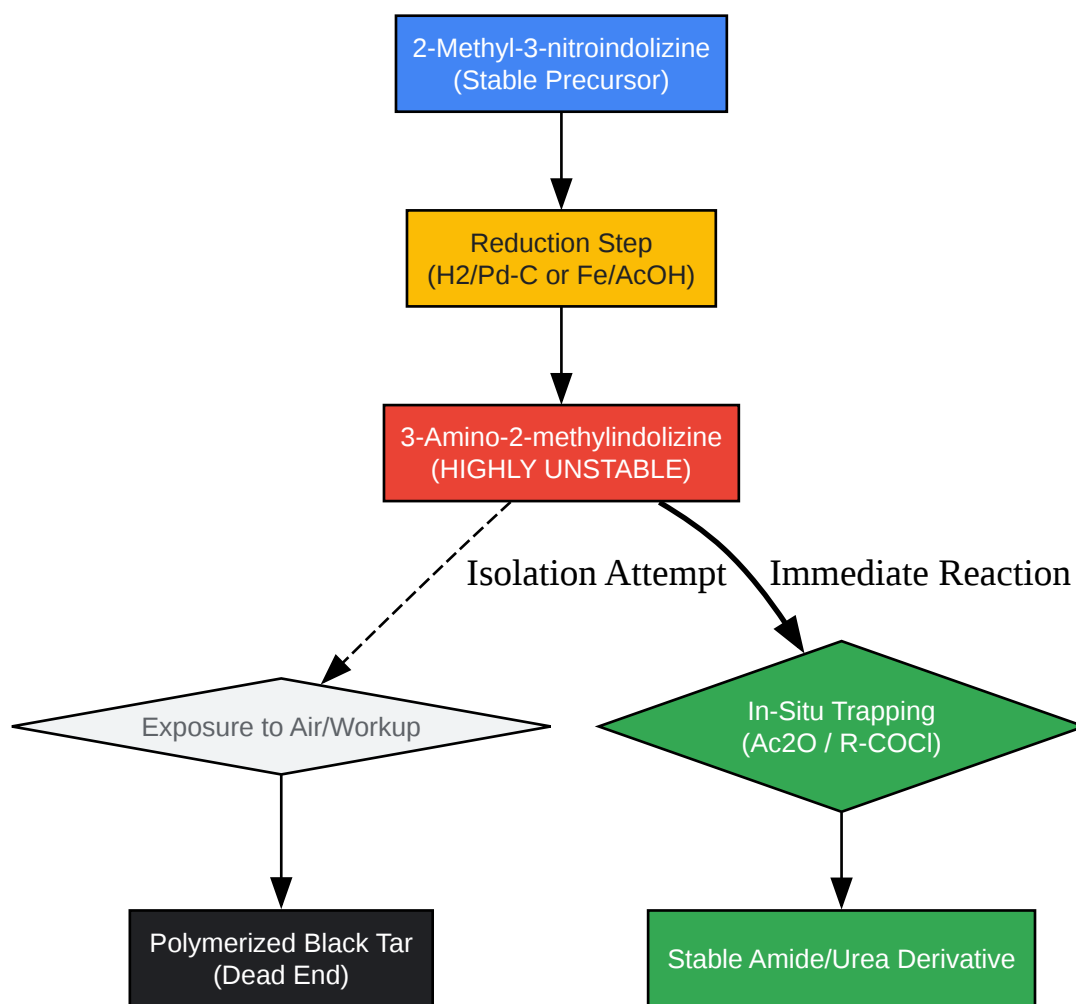 2-Methyl-3-nitroindolizine
(Stable Precursor)
Reduction Step
(H2/Pd-C or Fe/AcOH)
3-Amino-2-methylindolizine
(HIGHLY UNSTABLE)
Isolation Attempt
Immediate Reaction
Exposure to Air/Workup
In-Situ Trapping
(Ac2O / R-COCl)
Polymerized Black Tar
(Dead End)
Stable Amide/Urea Derivative